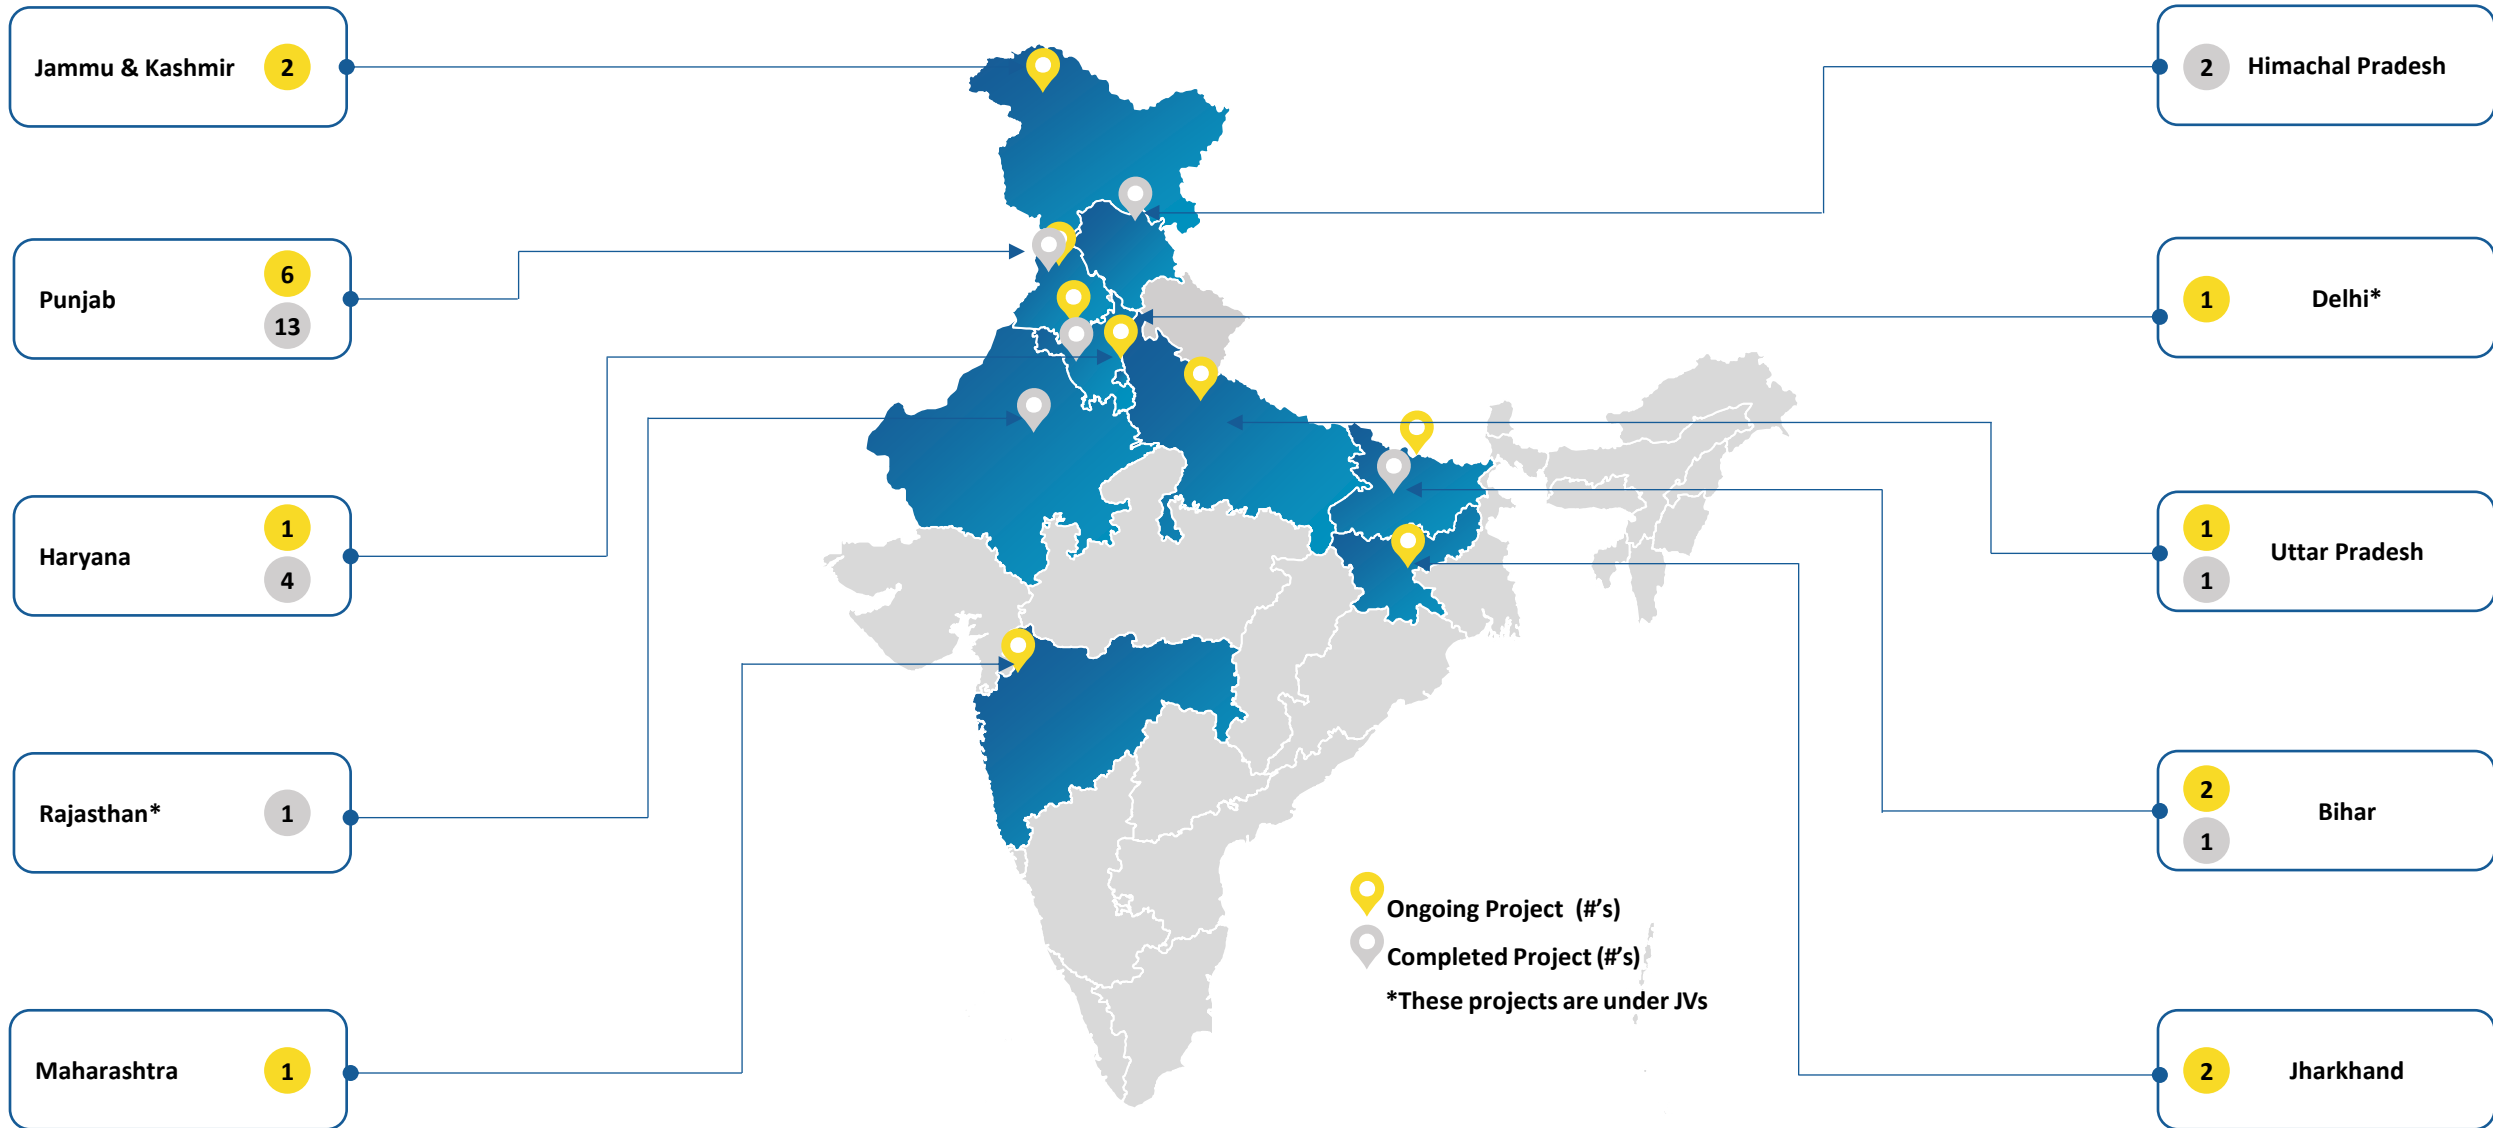 Jammu & Kashmir 2
Punjab 6
13
Haryana 1
4
Rajasthan* 1
Maharashtra 1
2 Himachal Pradesh
1 Delhi*
1
1 Uttar Pradesh
2
1 Bihar
2 Jharkhand
Ongoing Project (#'s)
Completed Project (#'s)
*These projects are under JVs